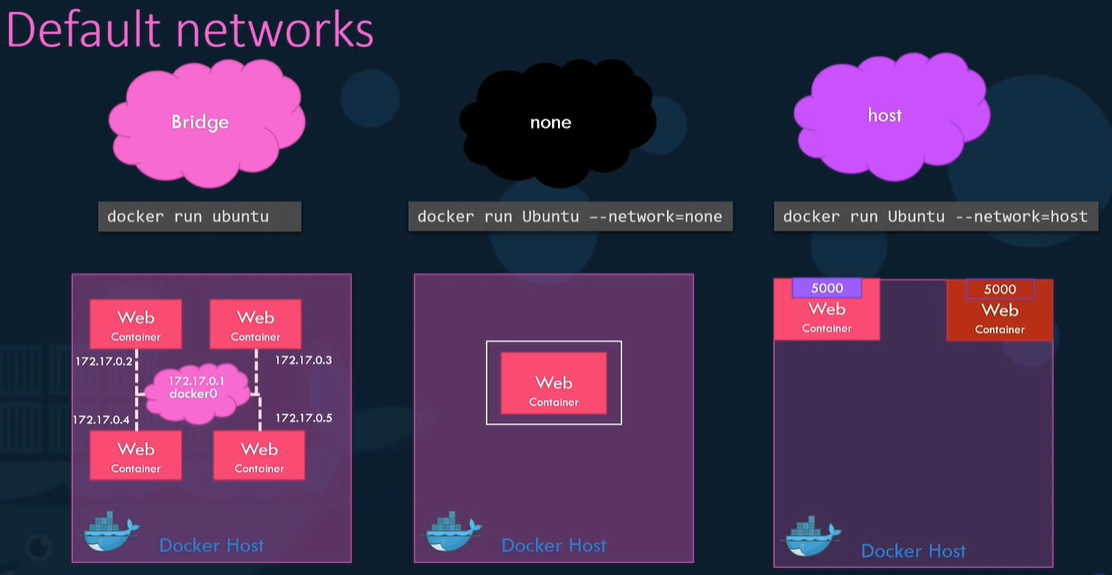 Default networks
Bridge
none
host
docker run ubuntu
docker run Ubuntu --network=none
docker run Ubuntu --network=host
Web
Container
Web
Container
172.17.0.2
172.17.0.3
172.17.0.1
docker0
172.17.0.4
172.17.0.5
Web
Container
Web
Container
Docker Host
Web
Container
Docker Host
5000
Web
Container
5000
Web
Container
Docker Host